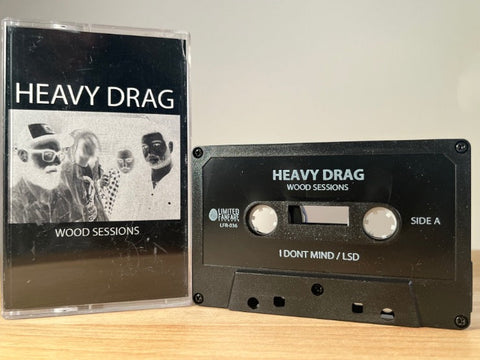 HEAVY DRAG
WOOD SESSIONS
HEAVY DRAG
WOOD SESSIONS
LIMITED
FANFARE
LFR-036
SIDE A
I DONT MIND / LSD